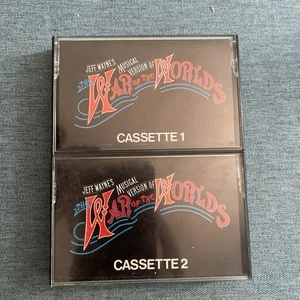 JEFF WAYNE'S
MUSICAL
VERSION OF
THE WAR OF THE WORLDS
CASSETTE 1
JEFF WAYNE'S
MUSICAL
VERSION OF
THE WAR OF THE WORLDS
CASSETTE 2